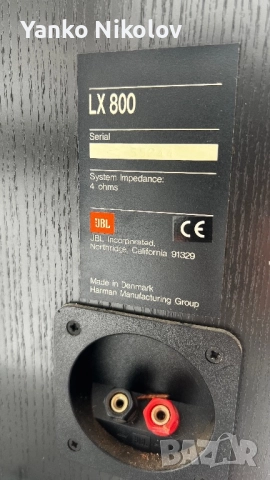 Yanko Nikolov
LX 800
Serial
System Impedance:
4 ohms
JBL
CE
JBL Incorporated,
Northridge, California 91329
Made in Denmark
Harman Manufacturing Group
BAZAR